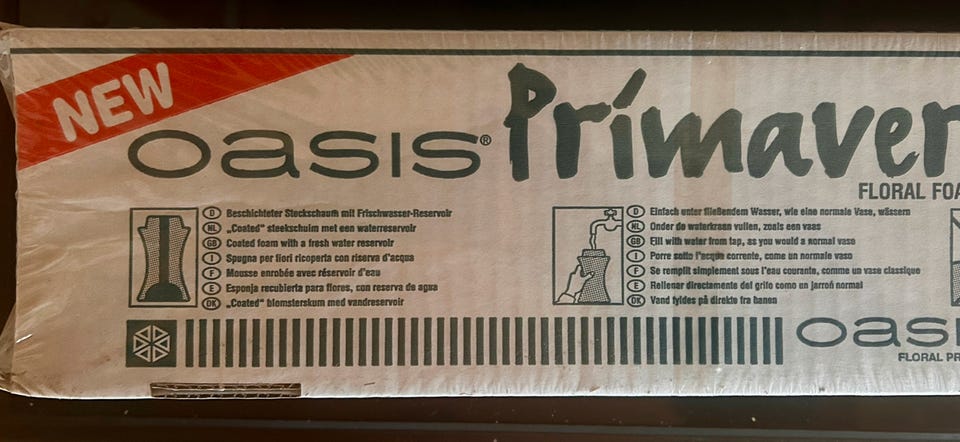 NEW
OASIS® Primaver
FLORAL FOA
D Beschichteter Steckschaum mit Frischwasser-Reservoir
NL „Coated" steekschuim met een waterreservoir
GB Coated foam with a fresh water reservoir
I Spugna per fiori ricoperta con riserva d'acqua
F Mousse enrobée avec réservoir d'eau
E Esponja recubierta para flores, con reserva de agua
DK „Coated" blomsterskum med vandreservoir
D Einfach unter fließendem Wasser, wie eine normale Vase, wässern
NL Onder de waterkraan vullen, zoals een vaas
GB Fill with water from tap, as you would a normal vase
I Porre sotto l'acqua corrente, come un normale vaso
F Se remplit simplement sous l'eau courante, comme un vase classique
E Rellenar directamente del grifo como un jarrón normal
DK Vand fyldes på direkte fra hanen
OASI
FLORAL PR